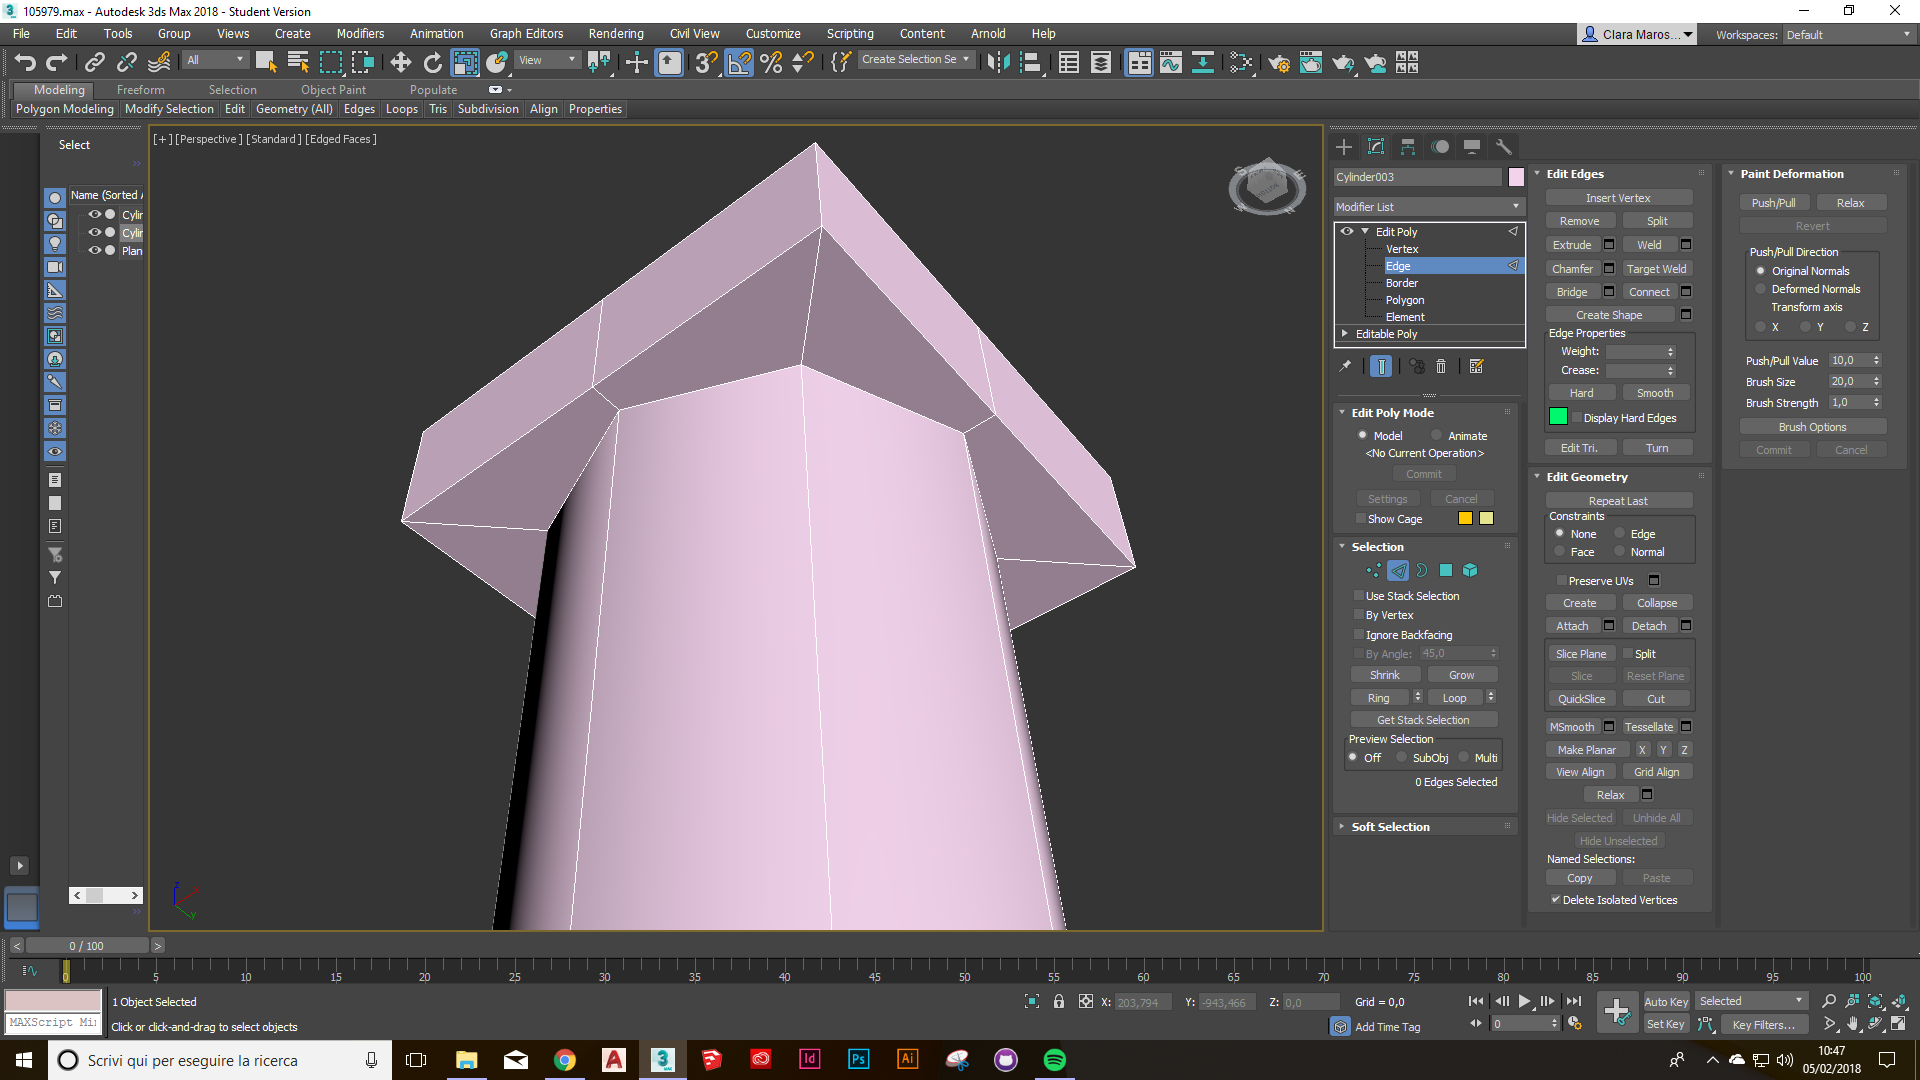 105979.max - Autodesk 3ds Max 2018 - Student Version
File Edit Tools Group Views Create Modifiers Animation Graph Editors Rendering Civil View Customize Scripting Content Arnold Help
Clara Maros... Workspaces: Default
All View Create Selection Se
Modeling Freeform Selection Object Paint Populate
Polygon Modeling Modify Selection Edit Geometry (All) Edges Loops Tris Subdivision Align Properties
Select
Name (Sorted A
Cylin
Cylin
Plan
[+] [Perspective] [Standard] [Edged Faces]
Cylinder003
Modifier List
Edit Poly
Vertex
Edge
Border
Polygon
Element
Editable Poly
Edit Poly Mode
Model Animate
<No Current Operation>
Commit
Settings Cancel
Show Cage
Selection
Use Stack Selection
By Vertex
Ignore Backfacing
By Angle: 45,0
Shrink Grow
Ring Loop
Get Stack Selection
Preview Selection
Off SubObj Multi
0 Edges Selected
Soft Selection
Edit Edges
Insert Vertex
Remove Split
Extrude Weld
Chamfer Target Weld
Bridge Connect
Create Shape
Edge Properties
Weight:
Crease:
Hard Smooth
Display Hard Edges
Edit Tri. Turn
Edit Geometry
Repeat Last
Constraints
None Edge
Face Normal
Preserve UVs
Create Collapse
Attach Detach
Slice Plane Split
Slice Reset Plane
QuickSlice Cut
MSmooth Tessellate
Make Planar X Y Z
View Align Grid Align
Relax
Hide Selected Unhide All
Hide Unselected
Named Selections:
Copy Paste
Delete Isolated Vertices
Paint Deformation
Push/Pull Relax
Revert
Push/Pull Direction
Original Normals
Deformed Normals
Transform axis
X Y Z
Push/Pull Value 10,0
Brush Size 20,0
Brush Strength 1,0
Brush Options
Commit Cancel
< 0 / 100 >
0 5 10 15 20 25 30 35 40 45 50 55 60 65 70 75 80 85 90 95 100
1 Object Selected
X: 203,794 Y: -943,466 Z: 0,0 Grid = 0,0
Auto Key Selected
MAXScript Mi
Click or click-and-drag to select objects
Add Time Tag
0
Set Key Key Filters...
Scrivi qui per eseguire la ricerca
10:47
05/02/2018